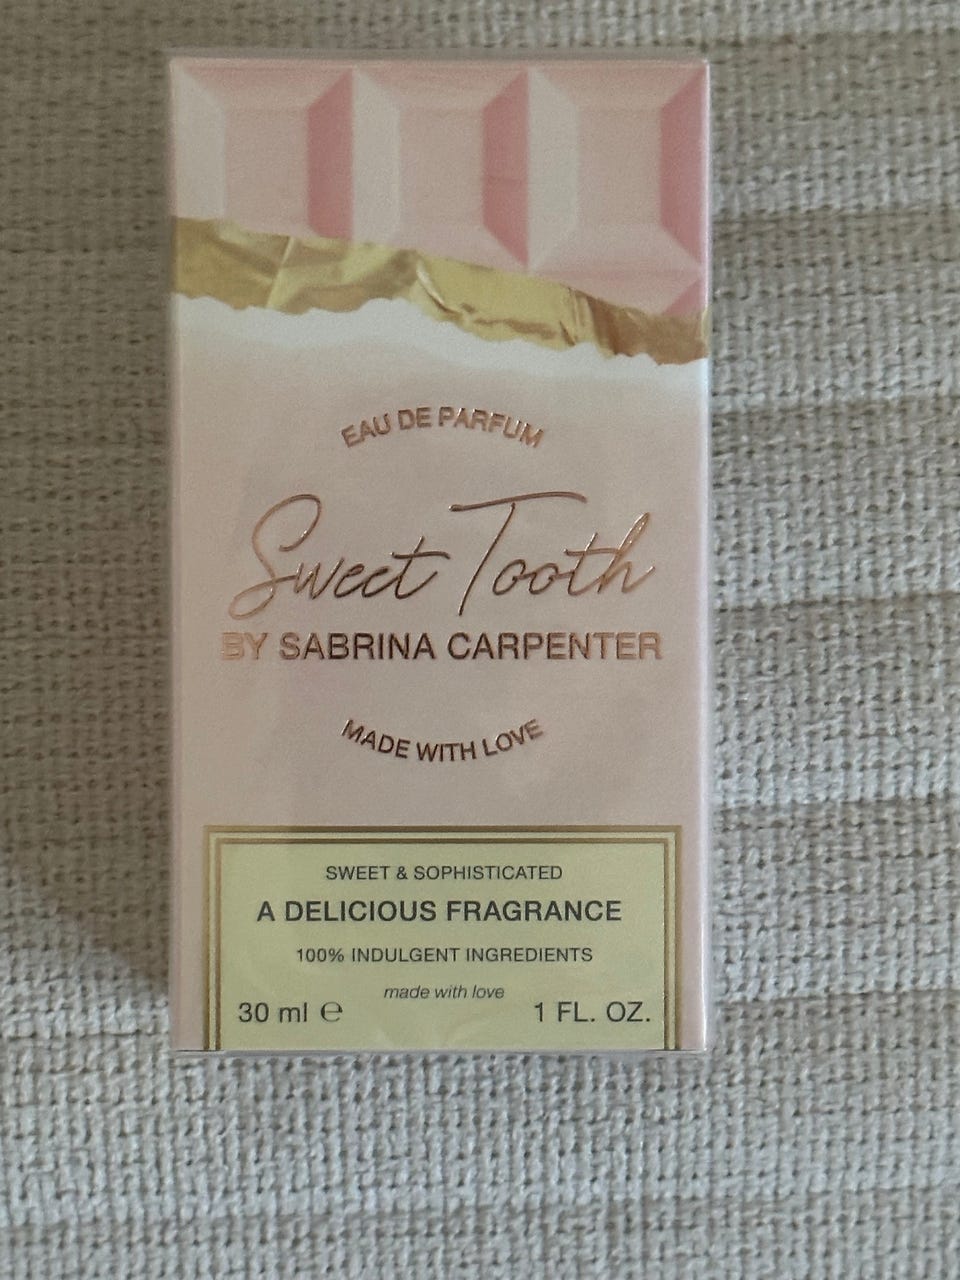 EAU DE PARFUM
Sweet Tooth
BY SABRINA CARPENTER
MADE WITH LOVE
SWEET & SOPHISTICATED
A DELICIOUS FRAGRANCE
100% INDULGENT INGREDIENTS
made with love
30 ml ℮ 1 FL. OZ.